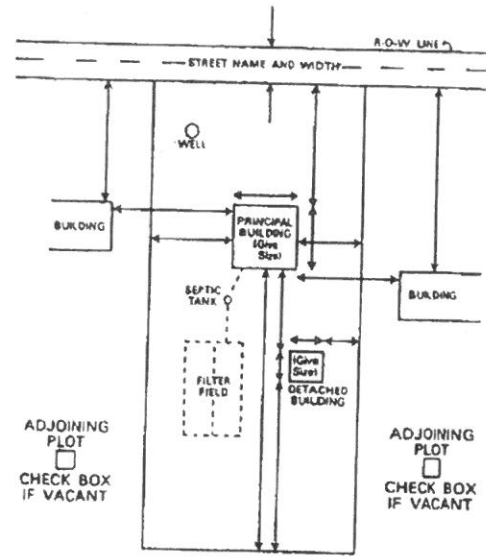 R-O-W LINE
STREET NAME AND WIDTH
WELL
BUILDING
PRINCIPAL
BUILDING
(Give
Size)
SEPTIC
TANK
BUILDING
FILTER
FIELD
(Give
Size)
DETACHED
BUILDING
ADJOINING
PLOT
CHECK BOX
IF VACANT
ADJOINING
PLOT
CHECK BOX
IF VACANT